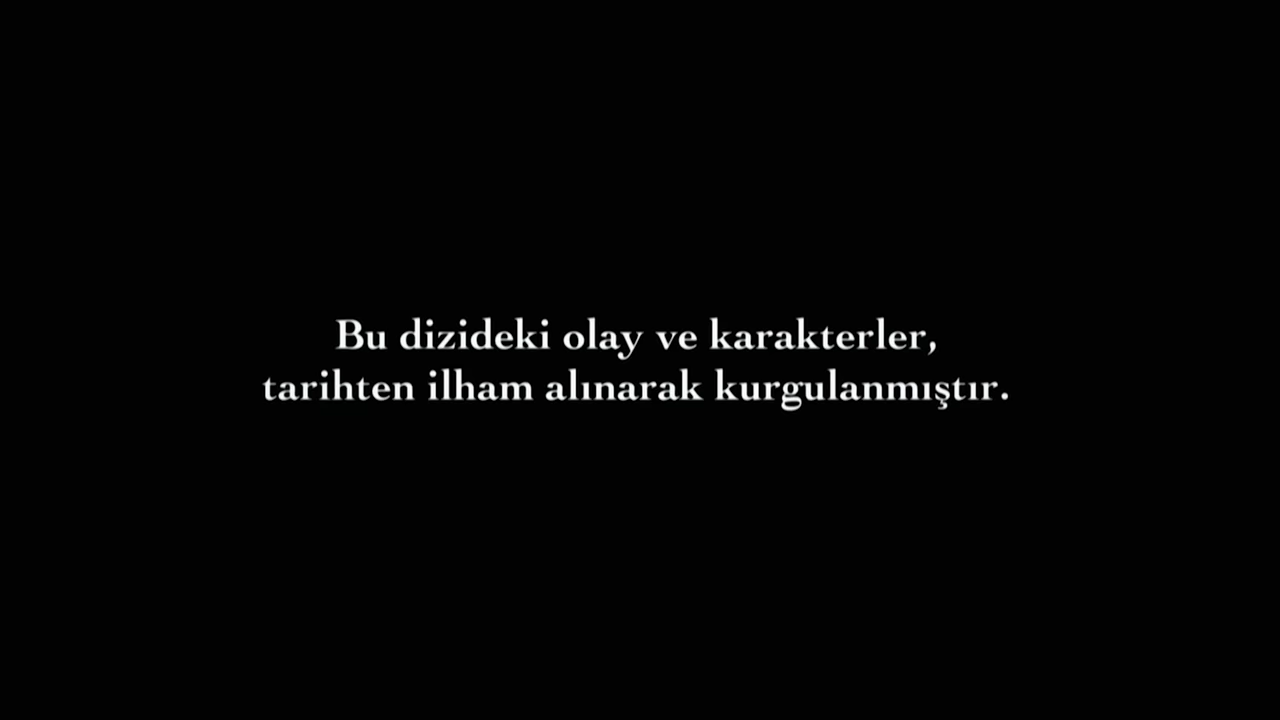 Bu dizideki olay ve karakterler,
tarihten ilham alınarak kurgulanmıştır.